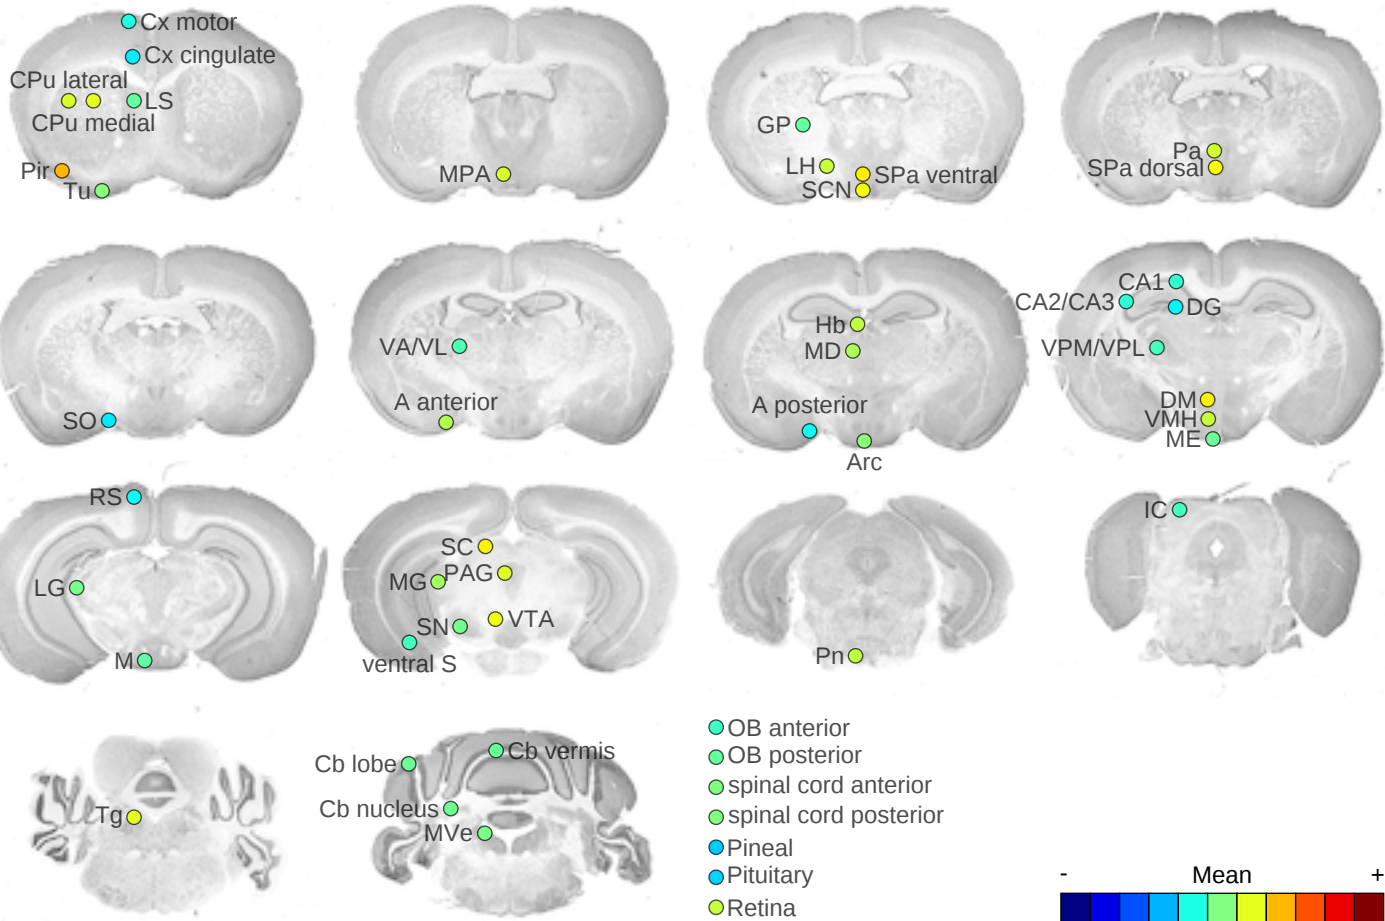 Cx motor
Cx cingulate
CPu lateral
LS
CPu medial
Pir
Tu
MPA
GP
LH
SPa ventral
SCN
Pa
SPa dorsal
SO
VA/VL
A anterior
Hb
MD
A posterior
Arc
CA1
CA2/CA3
DG
VPM/VPL
DM
VMH
ME
RS
LG
M
SC
MG
PAG
SN
VTA
ventral S
Pn
IC
Tg
Cb lobe
Cb vermis
Cb nucleus
MVe
OB anterior
OB posterior
spinal cord anterior
spinal cord posterior
Pineal
Pituitary
Retina
- Mean +